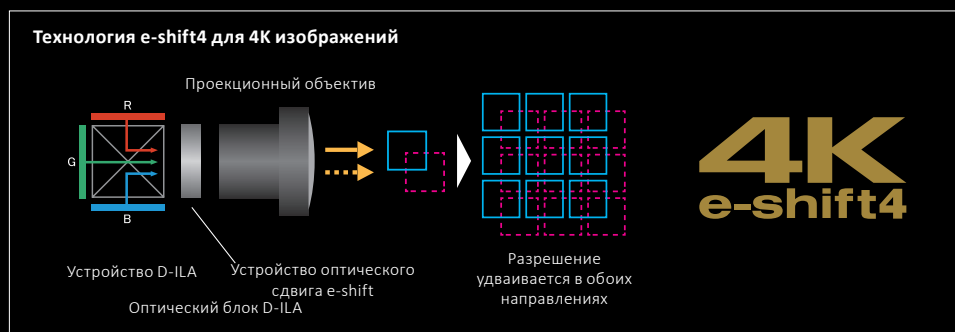 Технология e-shift4 для 4K изображений
Проекционный объектив
R
G
B
Устройство D-ILA
Устройство оптического
сдвига e-shift
Оптический блок D-ILA
Разрешение
удваивается в обоих
направлениях
4K
e-shift4